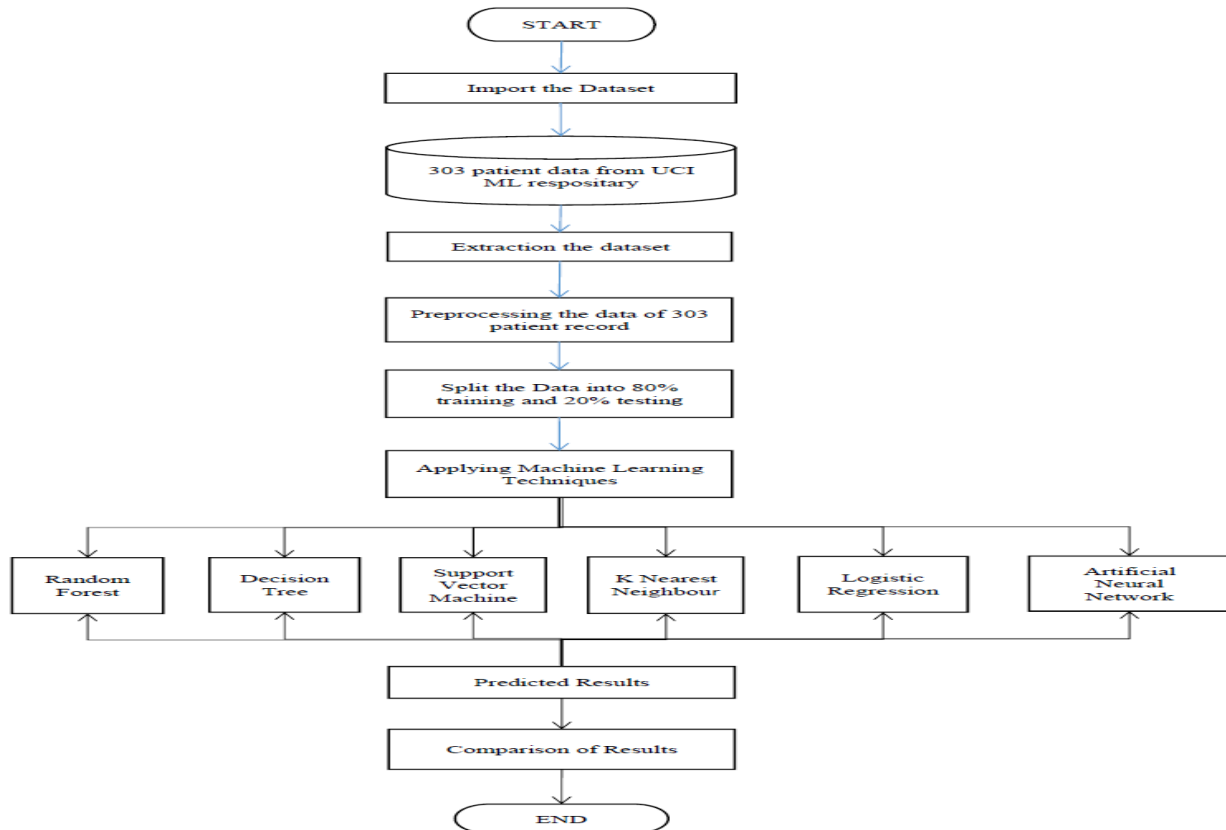 START
Import the Dataset
303 patient data from UCI
ML respositary
Extraction the dataset
Preprocessing the data of 303
patient record
Split the Data into 80%
training and 20% testing
Applying Machine Learning
Techniques
Random
Forest
Decision
Tree
Support
Vector
Machine
K Nearest
Neighbour
Logistic
Regression
Artificial
Neural
Network
Predicted Results
Comparison of Results
END